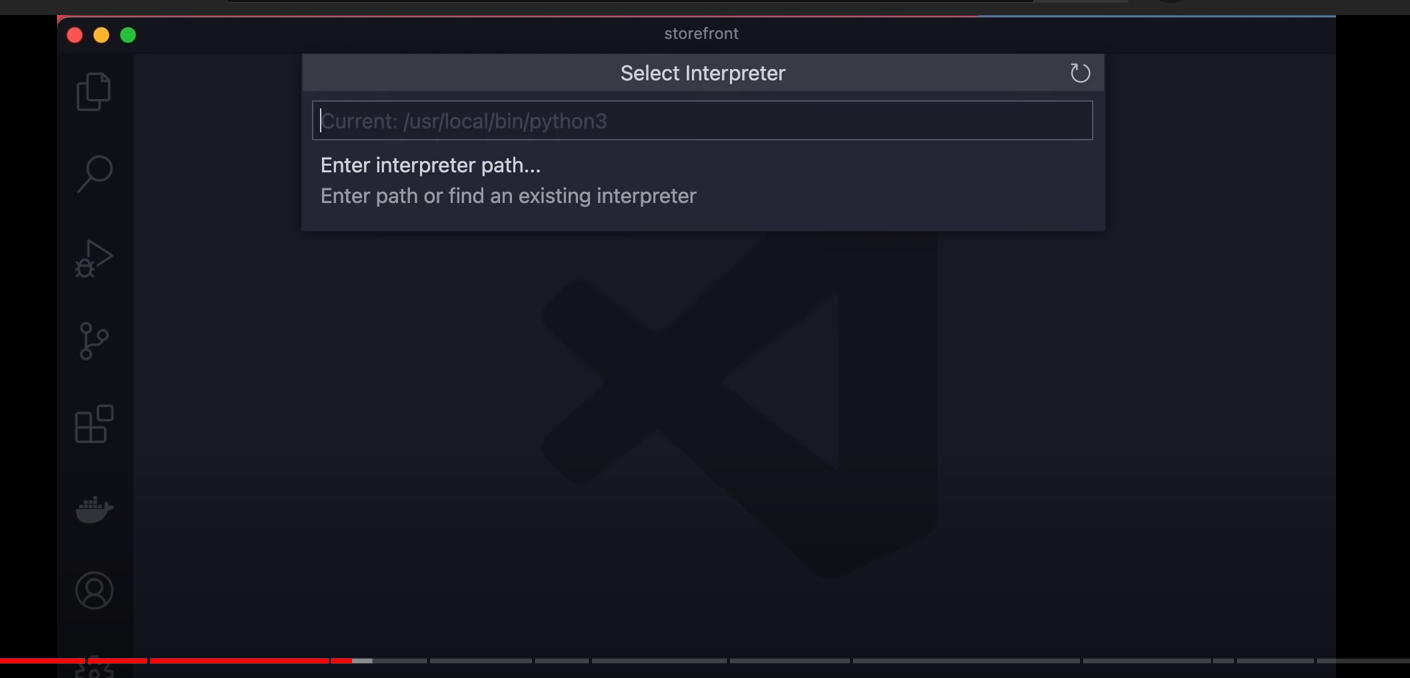 storefront
Select Interpreter
Current: /usr/local/bin/python3
Enter interpreter path...
Enter path or find an existing interpreter